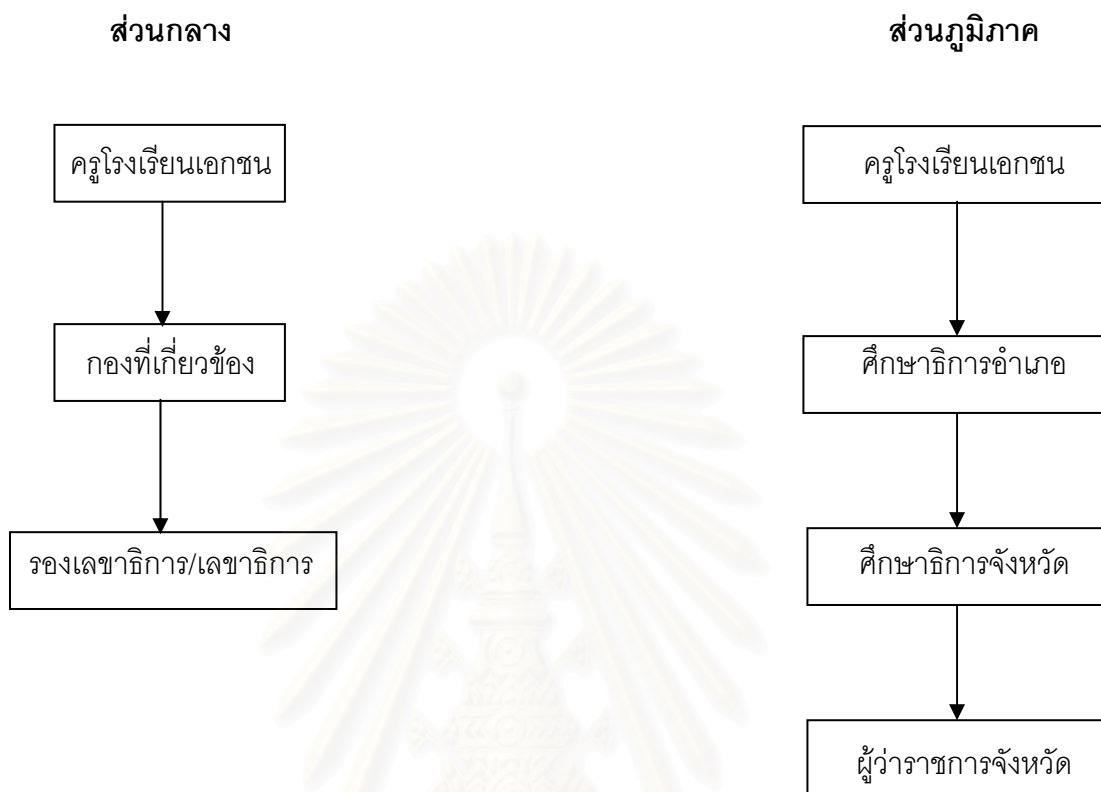 ส่วนกลาง
ครูโรงเรียนเอกชน
กองที่เกี่ยวข้อง
รองเลขาธิการ/เลขาธิการ
ส่วนภูมิภาค
ครูโรงเรียนเอกชน
ศึกษาธิการอำเภอ
ศึกษาธิการจังหวัด
ผู้ว่าราชการจังหวัด